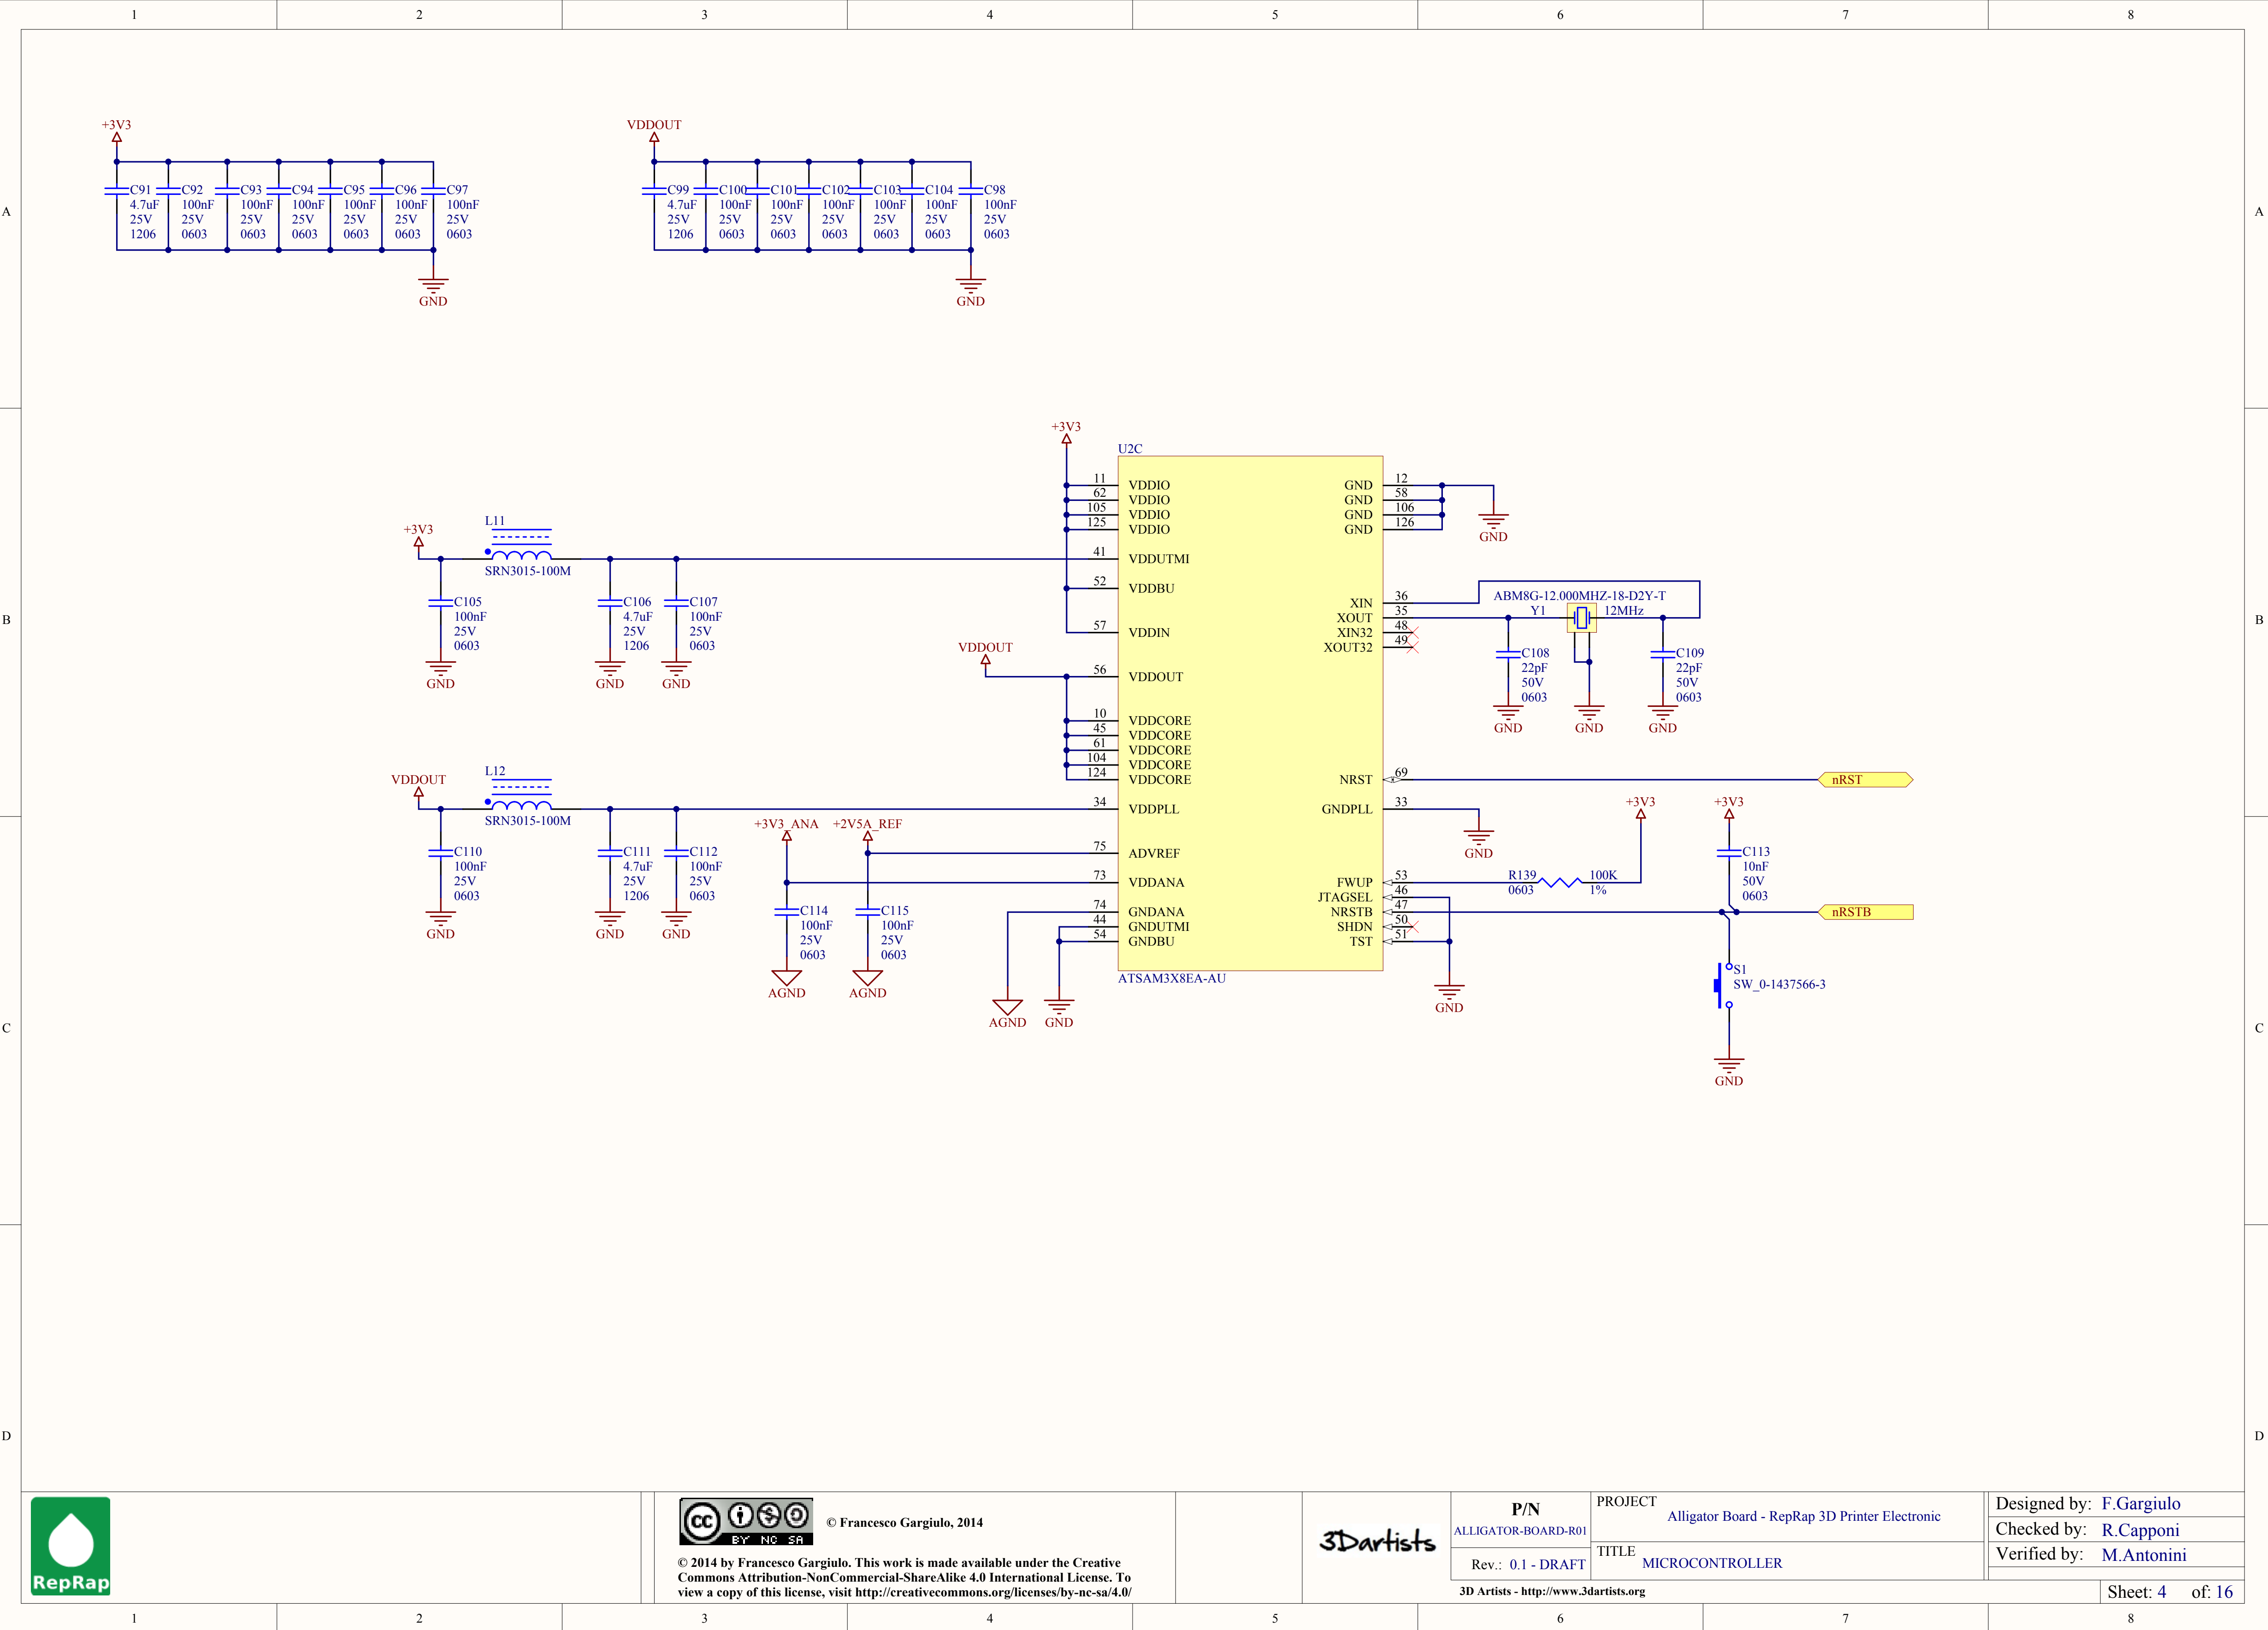 1 2 3 4 5 6 7 8
A A
+3V3
C91 4.7uF 25V 1206
C92 100nF 25V 0603
C93 100nF 25V 0603
C94 100nF 25V 0603
C95 100nF 25V 0603
C96 100nF 25V 0603
C97 100nF 25V 0603
GND
VDDOUT
C99 4.7uF 25V 1206
C100 100nF 25V 0603
C101 100nF 25V 0603
C102 100nF 25V 0603
C103 100nF 25V 0603
C104 100nF 25V 0603
C98 100nF 25V 0603
GND
B B
+3V3
L11
SRN3015-100M
C105 100nF 25V 0603
GND
C106 4.7uF 25V 1206
GND
C107 100nF 25V 0603
GND
VDDOUT
L12
SRN3015-100M
C110 100nF 25V 0603
GND
C111 4.7uF 25V 1206
GND
C112 100nF 25V 0603
GND
+3V3_ANA
C114 100nF 25V 0603
AGND
+2V5A_REF
C115 100nF 25V 0603
AGND
+3V3
VDDOUT
AGND
GND
U2C
11 VDDIO
62 VDDIO
105 VDDIO
125 VDDIO
41 VDDUTMI
52 VDDBU
57 VDDIN
56 VDDOUT
10 VDDCORE
45 VDDCORE
61 VDDCORE
104 VDDCORE
124 VDDCORE
34 VDDPLL
75 ADVREF
73 VDDANA
74 GNDANA
44 GNDUTMI
54 GNDBU
GND 12
GND 58
GND 106
GND 126
XIN 36
XOUT 35
XIN32 48
XOUT32 49
NRST 69
GNDPLL 33
FWUP 53
JTAGSEL 46
NRSTB 47
SHDN 50
TST 51
ATSAM3X8EA-AU
GND
ABM8G-12.000MHZ-18-D2Y-T
Y1 12MHz
C108 22pF 50V 0603
GND
GND
C109 22pF 50V 0603
GND
nRST
GND
+3V3
R139 100K
0603 1%
+3V3
C113 10nF 50V 0603
nRSTB
GND
S1
SW_0-1437566-3
GND
C C
D D
RepRap
cc
BY NC SA
© Francesco Gargiulo, 2014
© 2014 by Francesco Gargiulo. This work is made available under the Creative
Commons Attribution-NonCommercial-ShareAlike 4.0 International License. To
view a copy of this license, visit http://creativecommons.org/licenses/by-nc-sa/4.0/
3Dartists
P/N
ALLIGATOR-BOARD-R01
Rev.: 0.1 - DRAFT
PROJECT
Alligator Board - RepRap 3D Printer Electronic
TITLE
MICROCONTROLLER
3D Artists - http://www.3dartists.org
Designed by: F.Gargiulo
Checked by: R.Capponi
Verified by: M.Antonini
Sheet: 4 of: 16
1 2 3 4 5 6 7 8